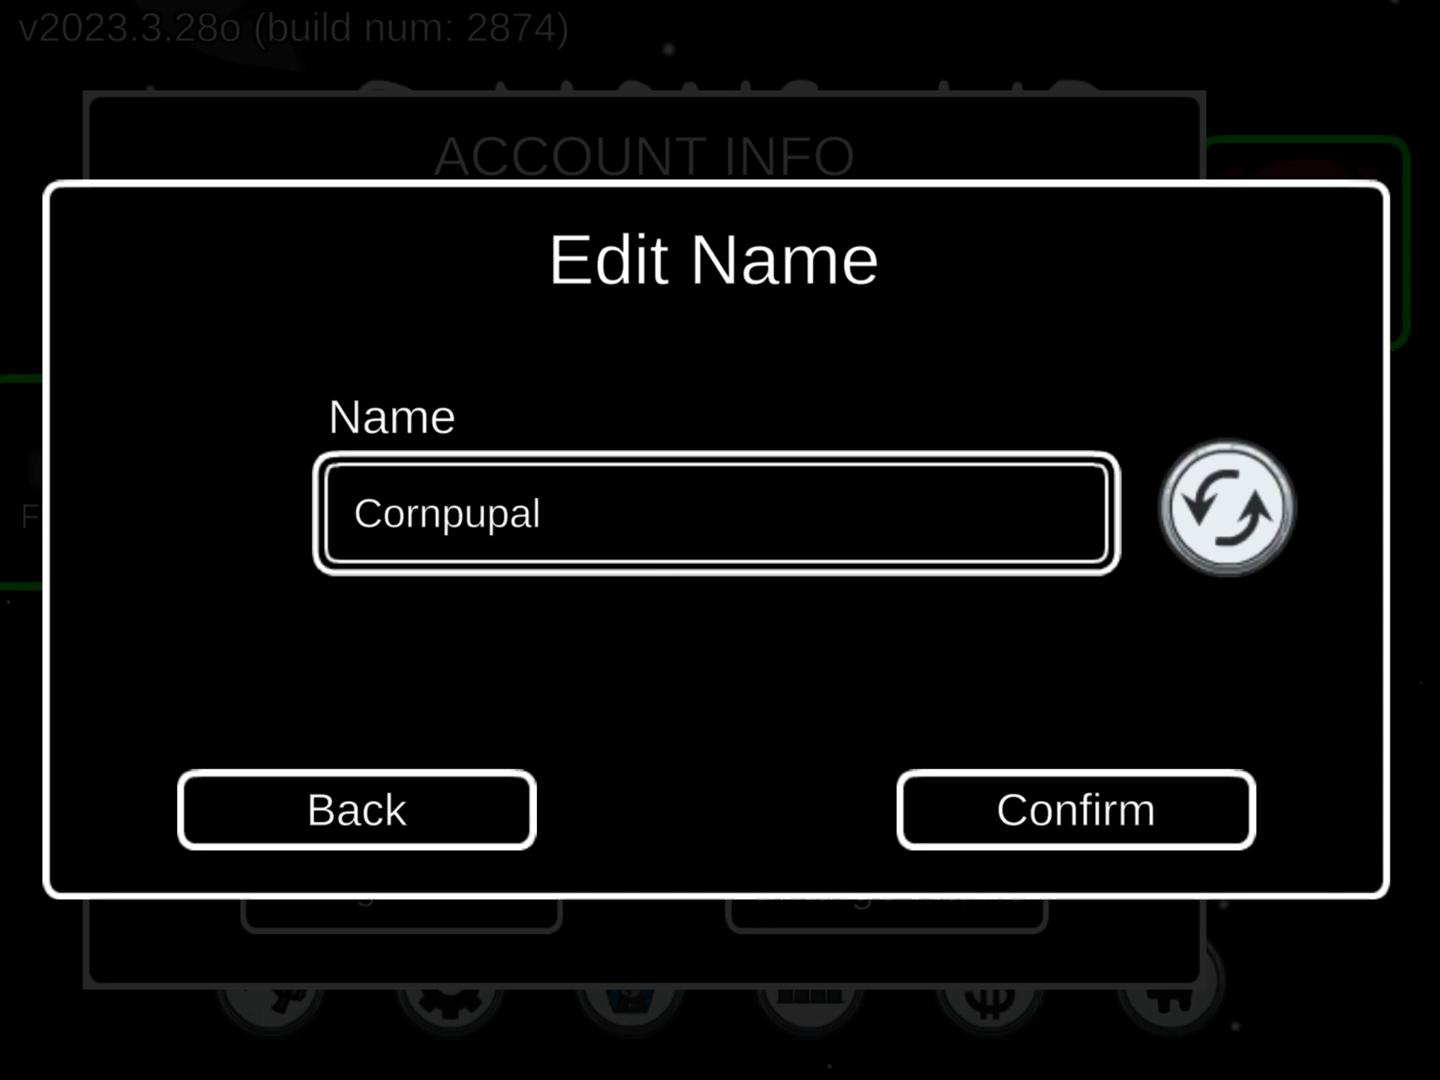 v2023.3.28o (build num: 2874)
ACCOUNT INFO
Edit Name
Name
Cornpupal
F
Back
Confirm